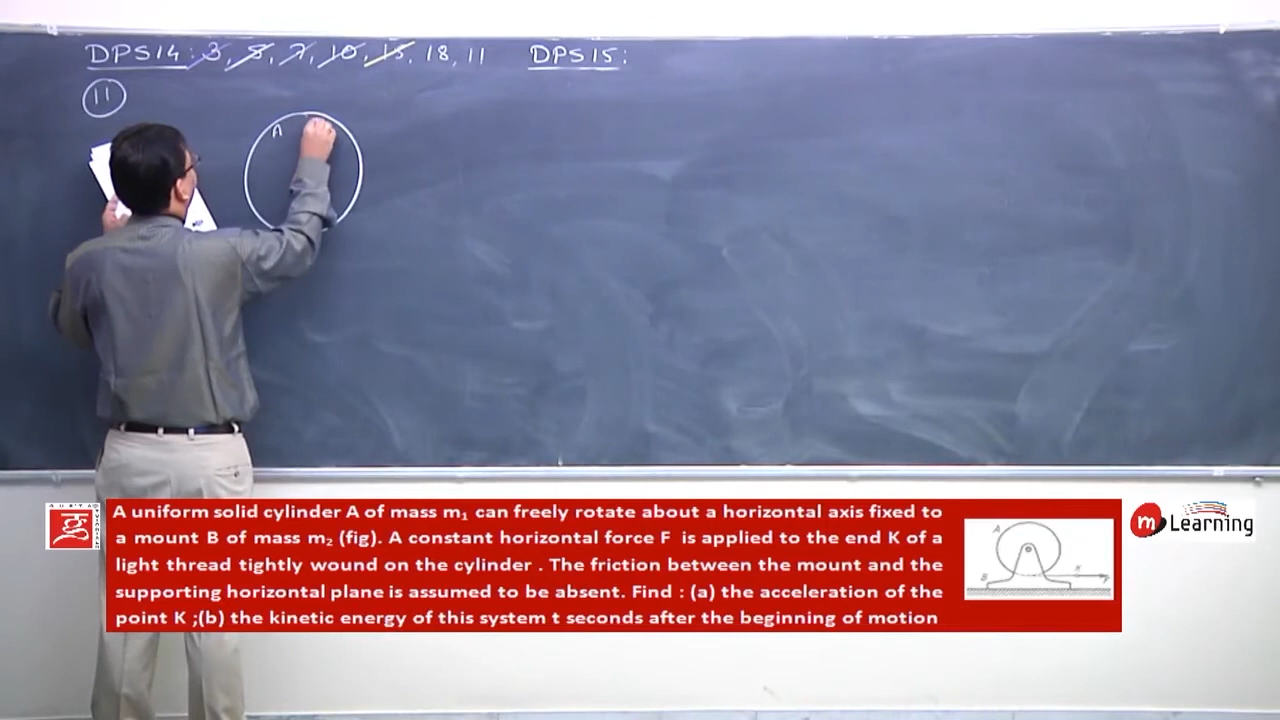 DPS14: 3, 8, 7, 10, 15, 18, 11 DPS15:
11
A
A uniform solid cylinder A of mass m₁ can freely rotate about a horizontal axis fixed to
a mount B of mass m₂ (fig). A constant horizontal force F is applied to the end K of a
light thread tightly wound on the cylinder . The friction between the mount and the
supporting horizontal plane is assumed to be absent. Find : (a) the acceleration of the
point K ;(b) the kinetic energy of this system t seconds after the beginning of motion
A
B
K
F
m Learning